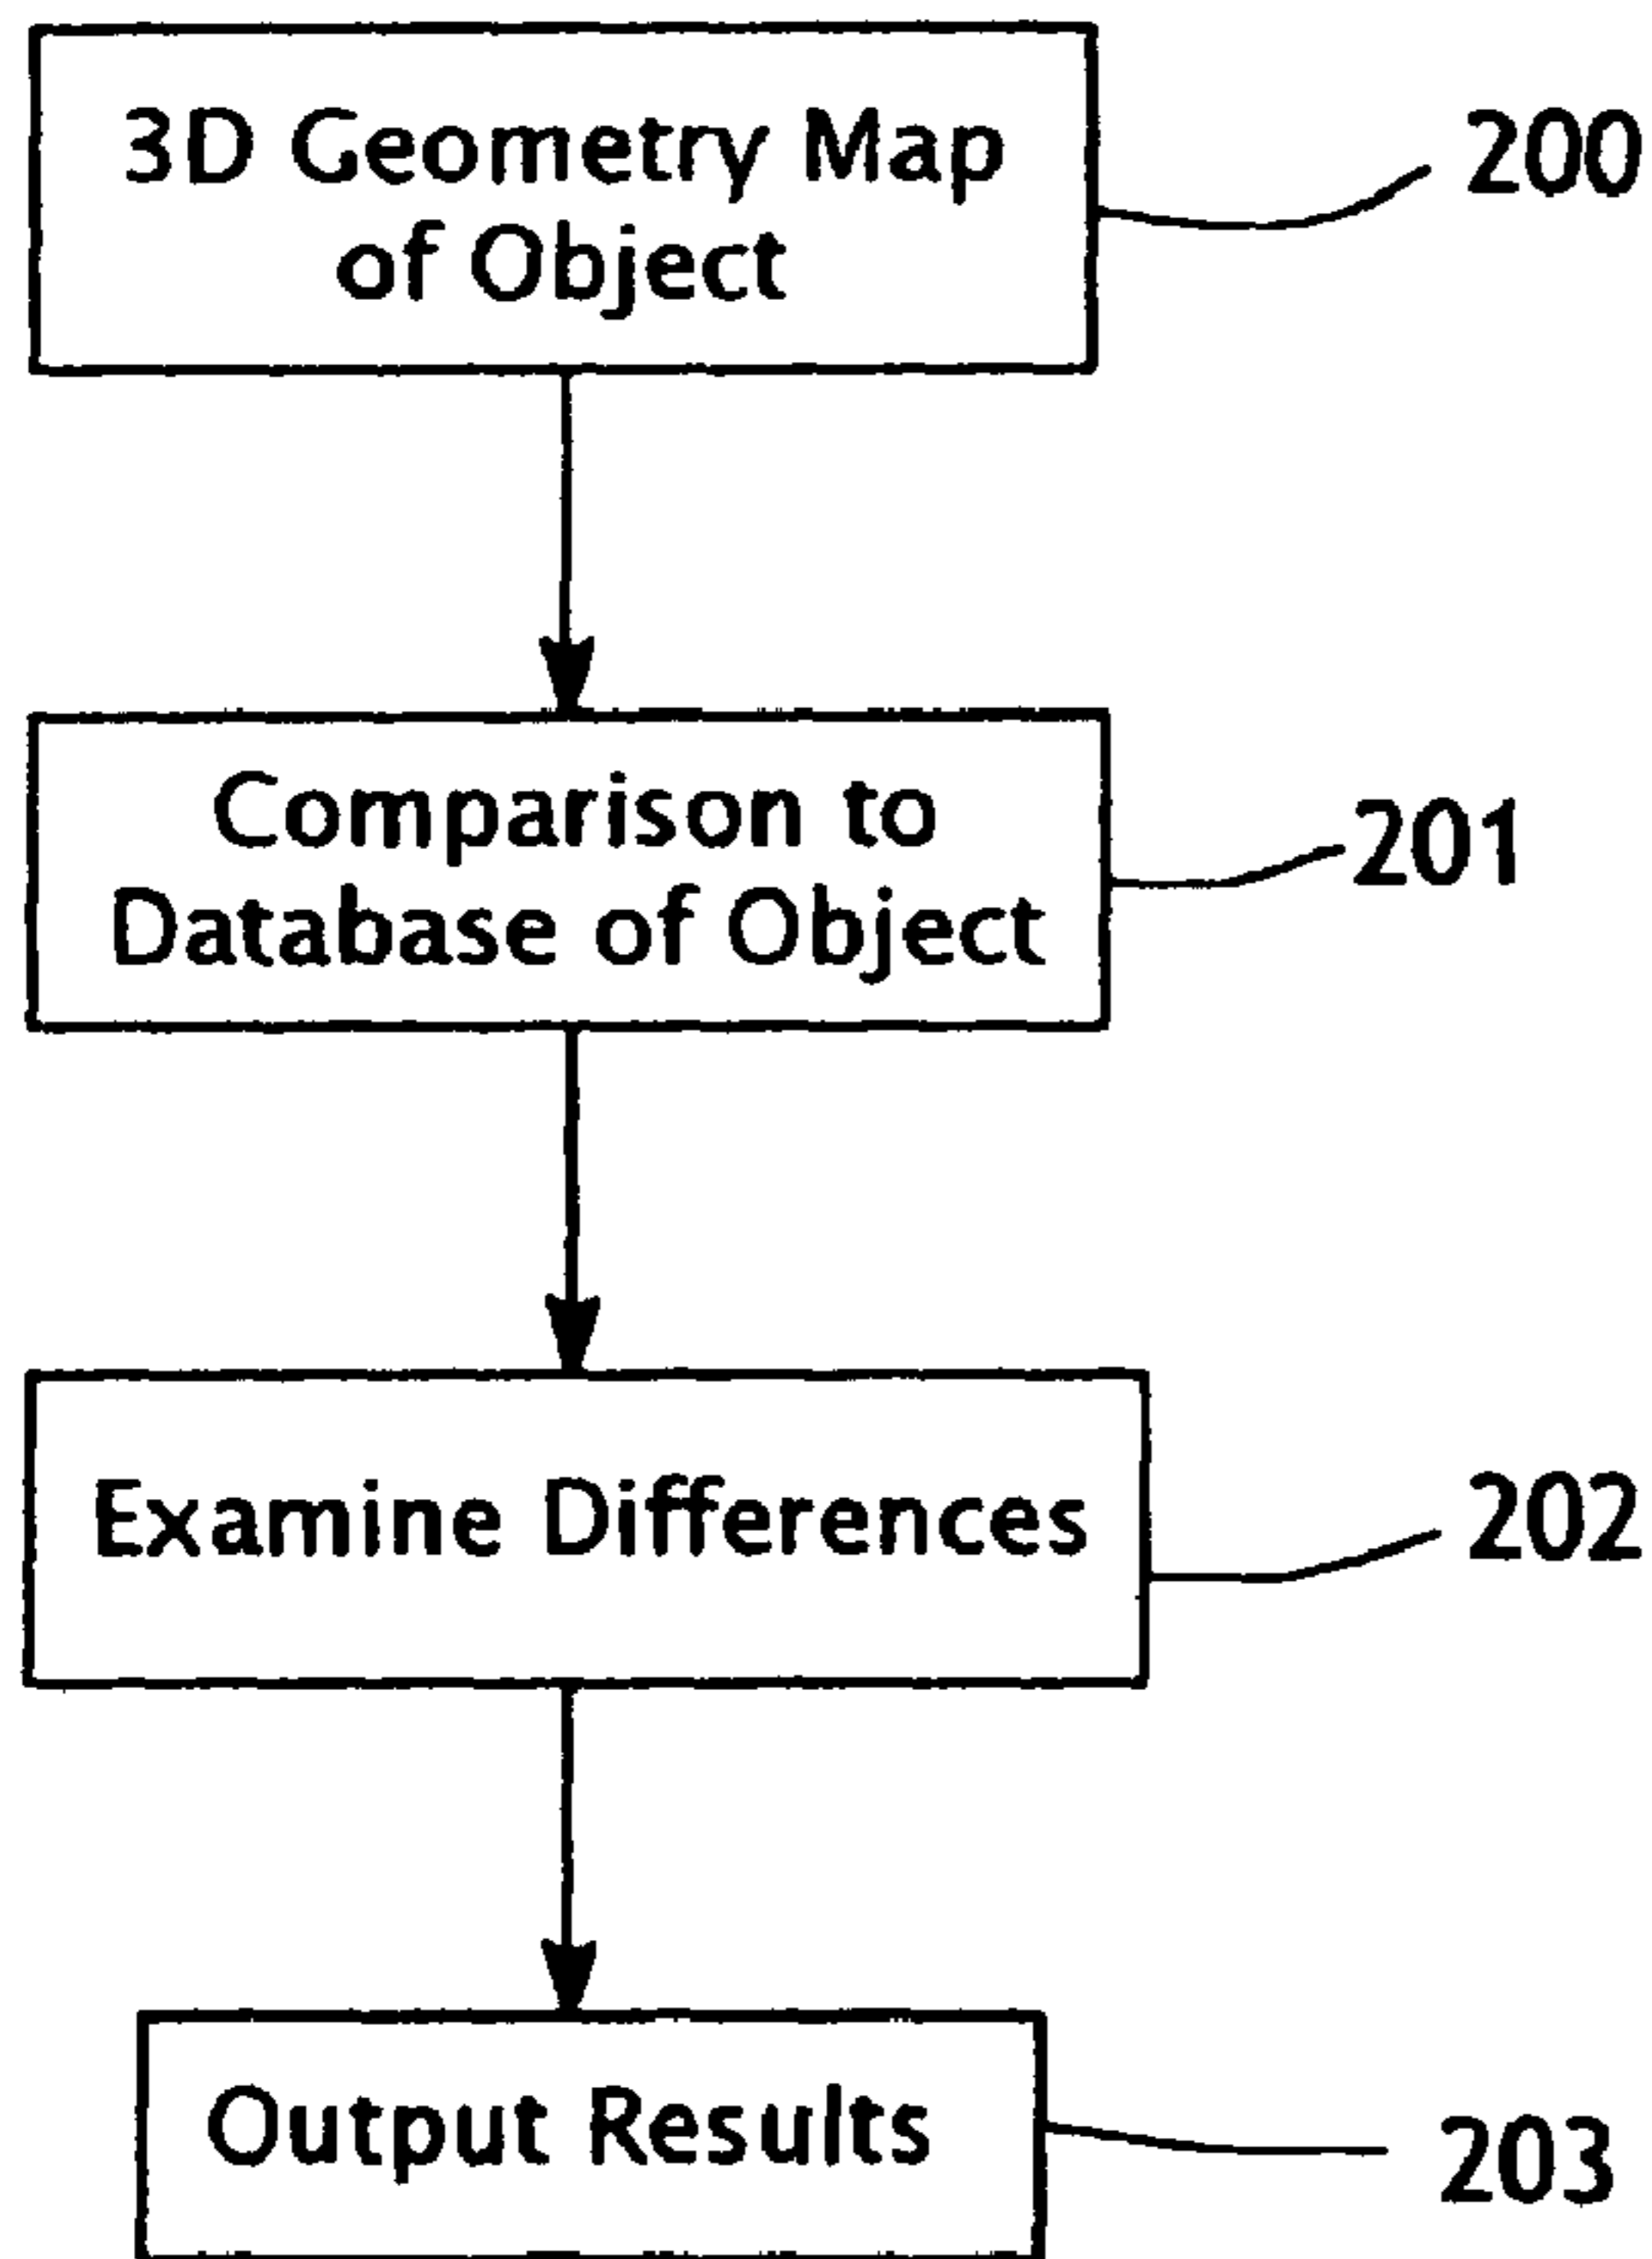 3D Geometry Map
of Object
200
Comparison to
Database of Object
201
Examine Differences
202
Output Results
203